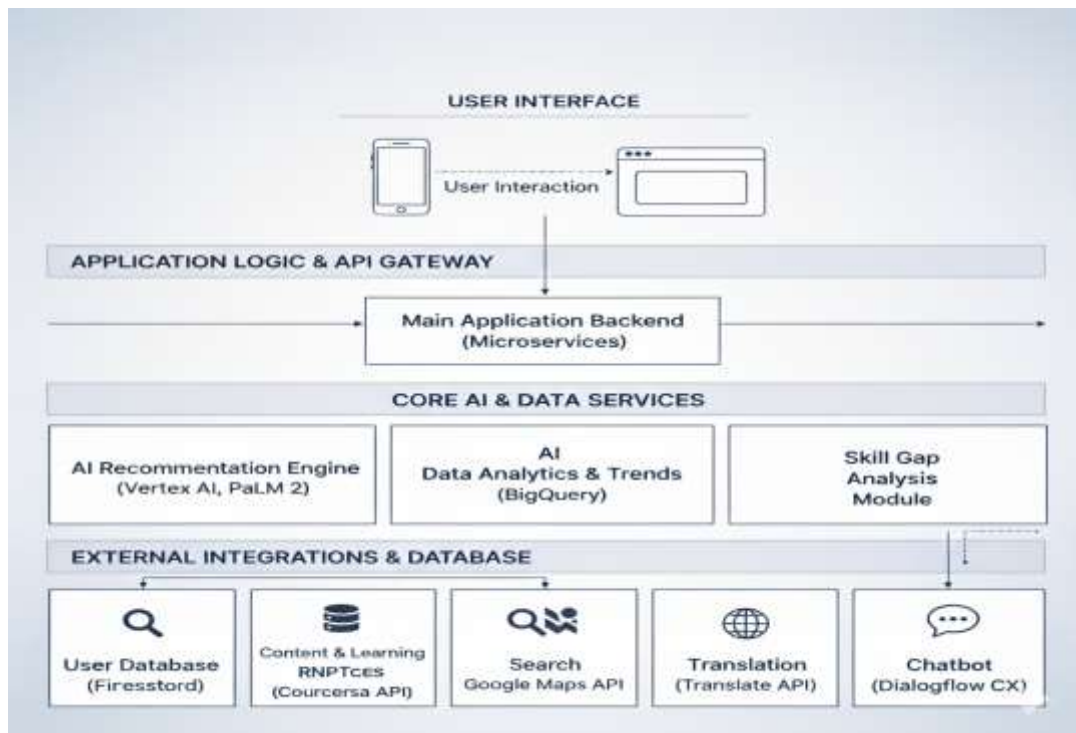 USER INTERFACE
User Interaction
APPLICATION LOGIC & API GATEWAY
Main Application Backend
(Microservices)
CORE AI & DATA SERVICES
AI Recommentation Engine
(Vertex AI, PaLM 2)
AI
Data Analytics & Trends
(BigQuery)
Skill Gap
Analysis
Module
EXTERNAL INTEGRATIONS & DATABASE
User Database
(Firesstord)
Content & Learning
RNPTcES
(Courcersa API)
Search
Google Maps API
Translation
(Translate API)
Chatbot
(Dialogflow CX)